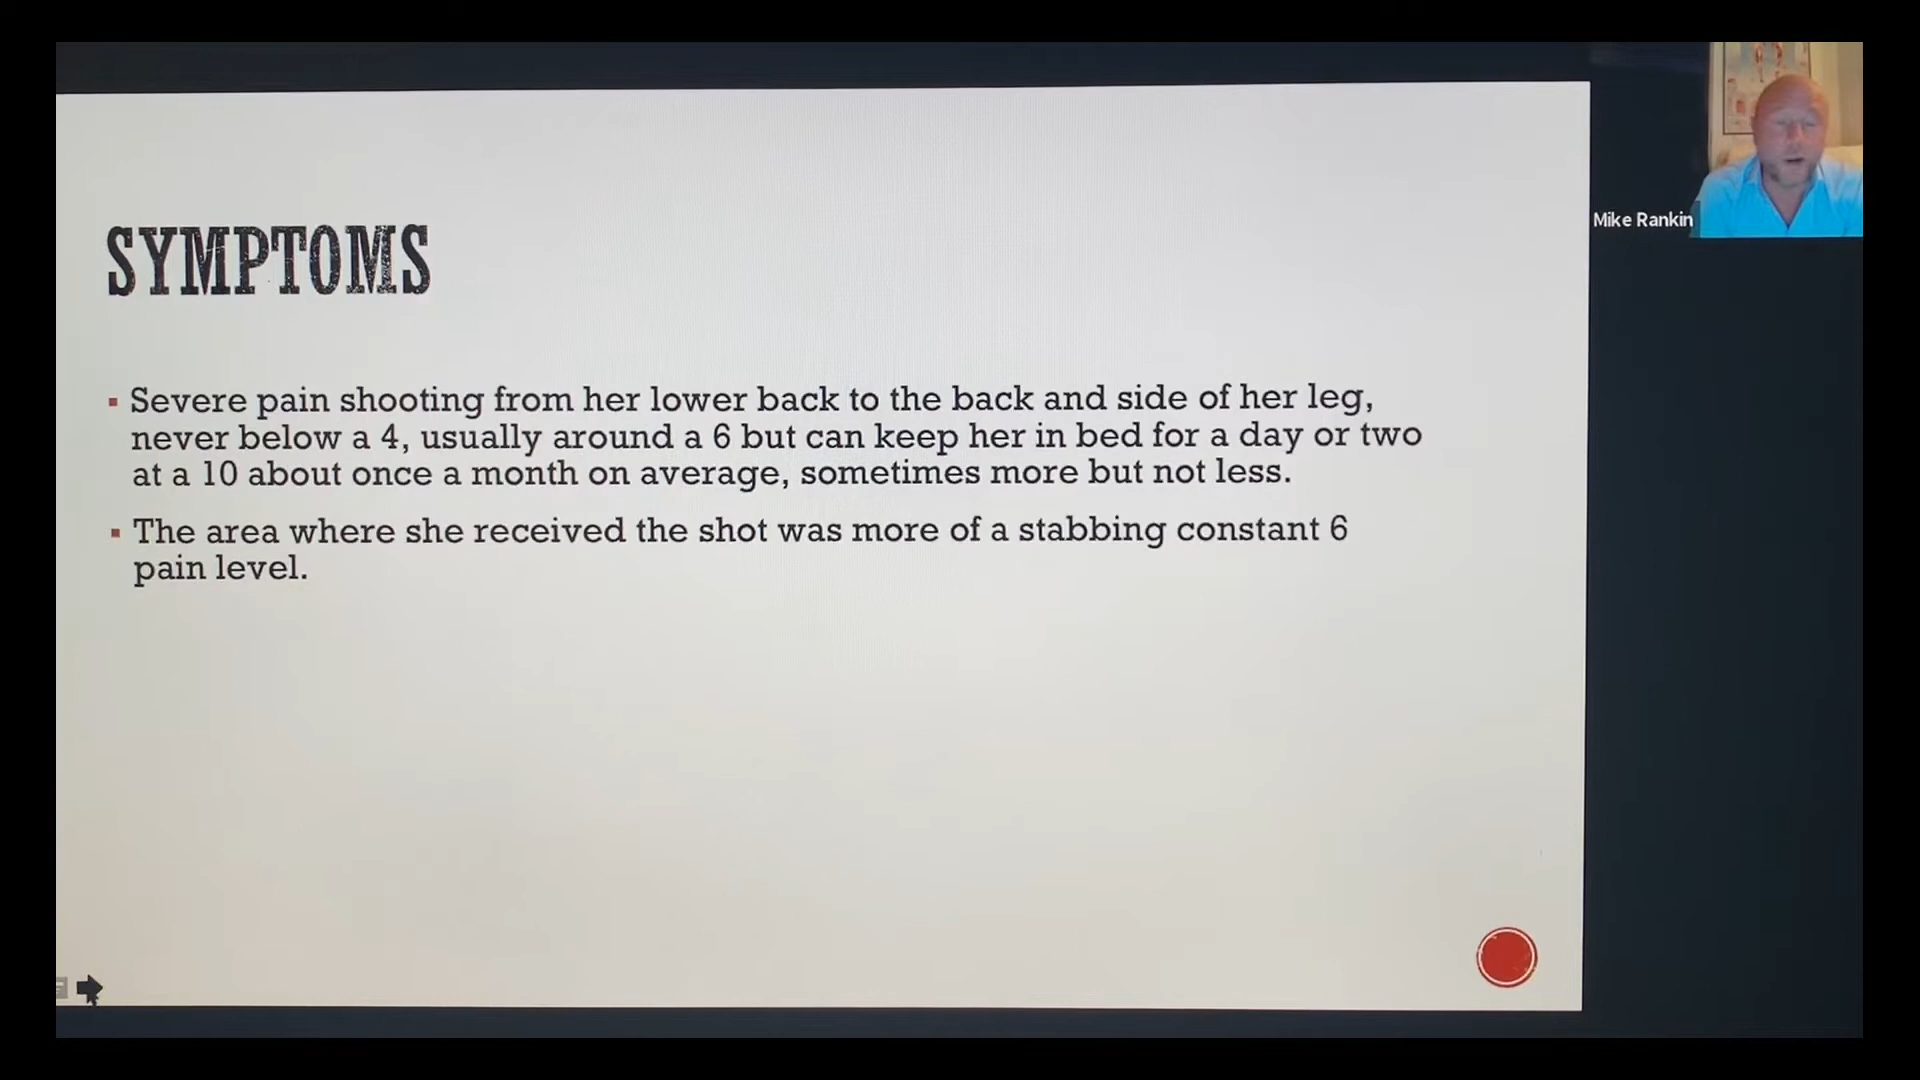 SYMPTOMS
Severe pain shooting from her lower back to the back and side of her leg,
never below a 4, usually around a 6 but can keep her in bed for a day or two
at a 10 about once a month on average, sometimes more but not less.
The area where she received the shot was more of a stabbing constant 6
pain level.
Mike Rankin